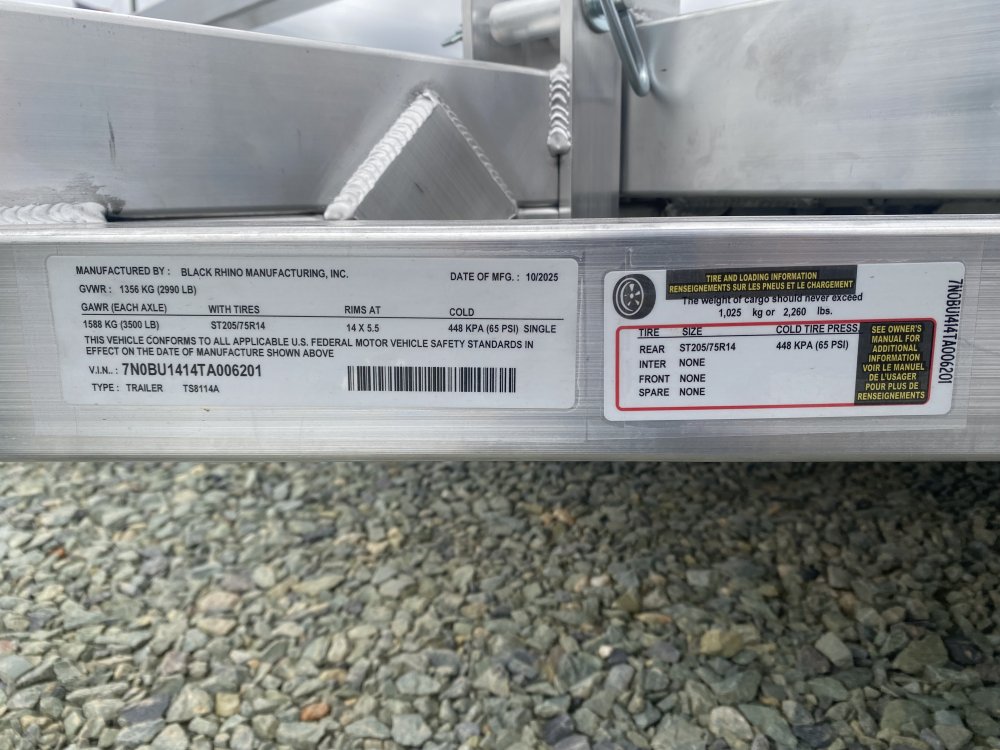 MANUFACTURED BY : BLACK RHINO MANUFACTURING, INC. DATE OF MFG. : 10/2025
GVWR : 1356 KG (2990 LB)
GAWR (EACH AXLE) WITH TIRES RIMS AT COLD
1588 KG (3500 LB) ST205/75R14 14 X 5.5 448 KPA (65 PSI) SINGLE
THIS VEHICLE CONFORMS TO ALL APPLICABLE U.S. FEDERAL MOTOR VEHICLE SAFETY STANDARDS IN
EFFECT ON THE DATE OF MANUFACTURE SHOWN ABOVE
V.I.N.. : 7N0BU1414TA006201
TYPE : TRAILER TS8114A
TIRE AND LOADING INFORMATION
RENSEIGNEMENTS SUR LES PNEUS ET LE CHARGEMENT
The weight of cargo should never exceed
1,025 kg or 2,260 lbs.
TIRE SIZE COLD TIRE PRESS
REAR ST205/75R14 448 KPA (65 PSI)
INTER NONE
FRONT NONE
SPARE NONE
SEE OWNER'S
MANUAL FOR
ADDITIONAL
INFORMATION
VOIR LE MANUEL
DE L'USAGER
POUR PLUS DE
RENSEIGNEMENTS
7N0BU1414TA006201